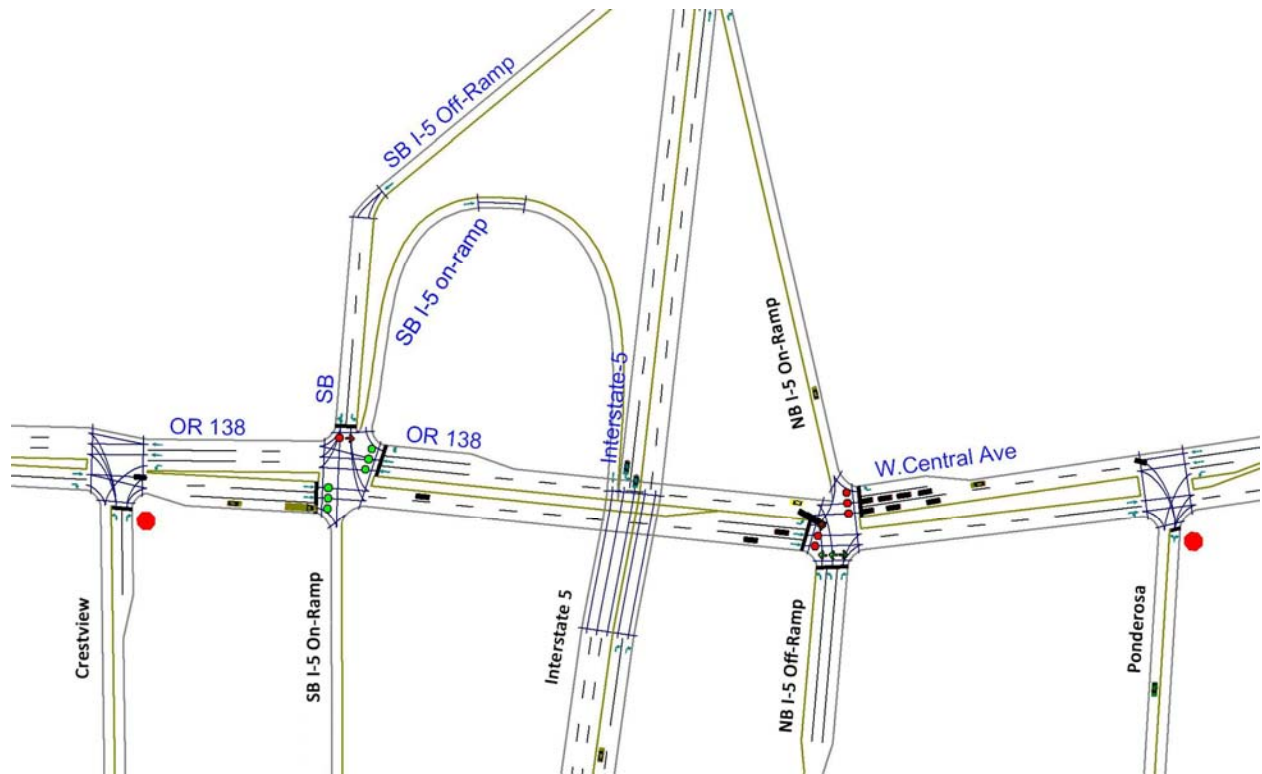 SB I-5 Off-Ramp
SB I-5 on-ramp
SB
OR 138
OR 138
Interstate-5
NB I-5 On-Ramp
W.Central Ave
Crestview
SB I-5 On-Ramp
Interstate 5
NB I-5 Off-Ramp
Ponderosa